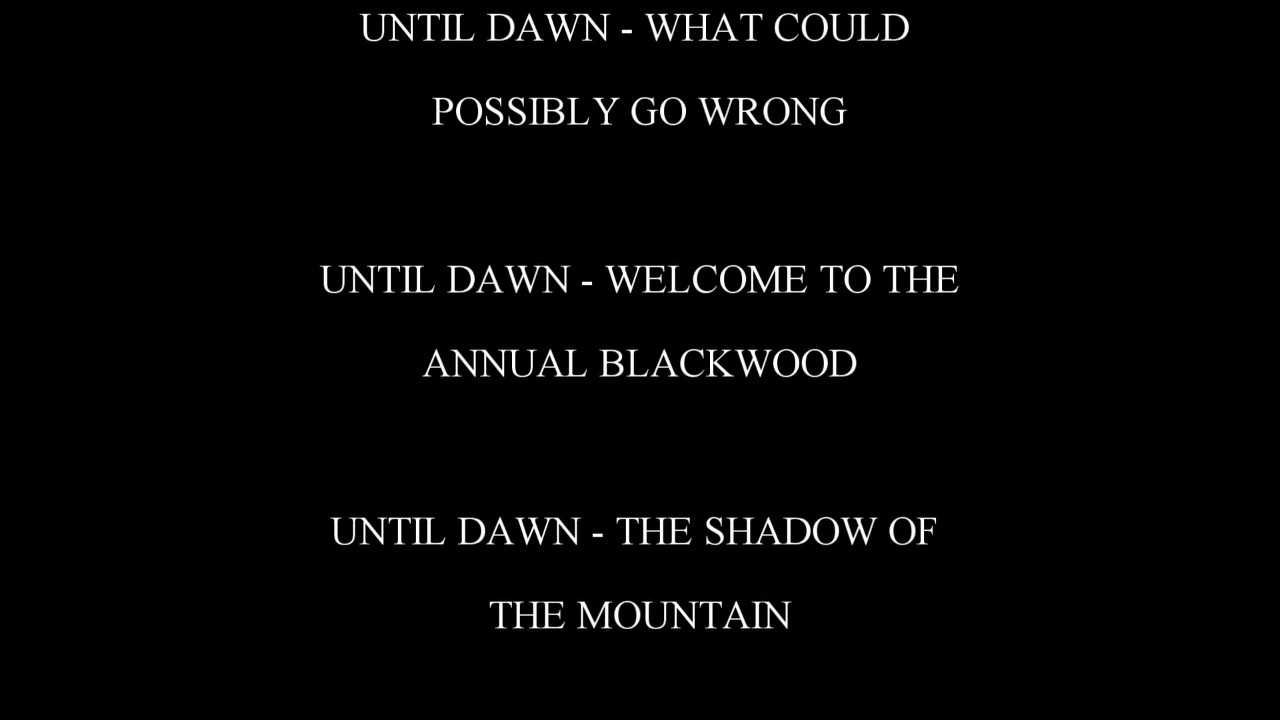 UNTIL DAWN - WHAT COULD
POSSIBLY GO WRONG
UNTIL DAWN - WELCOME TO THE
ANNUAL BLACKWOOD
UNTIL DAWN - THE SHADOW OF
THE MOUNTAIN